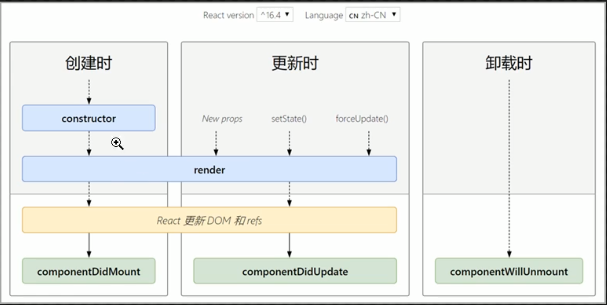 React version ^16.4 Language CN zh-CN
创建时
更新时
卸载时
constructor
New props
setState()
forceUpdate()
render
React 更新 DOM 和 refs
componentDidMount
componentDidUpdate
componentWillUnmount